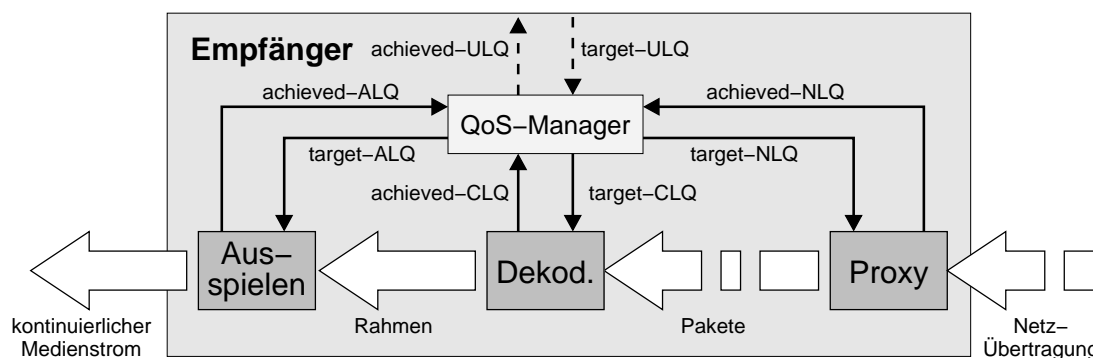 Empfänger
achieved−ULQ
target−ULQ
achieved−ALQ
achieved−NLQ
QoS−Manager
target−ALQ
target−NLQ
achieved−CLQ
target−CLQ
Aus−
spielen
Dekod.
Proxy
kontinuierlicher
Medienstrom
Rahmen
Pakete
Netz−
Übertragung